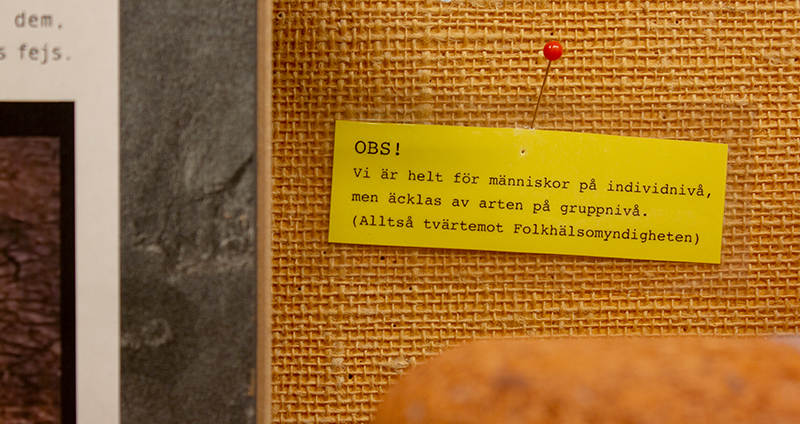 dem,
s fejs.
OBS!
Vi är helt för människor på individnivå,
men äcklas av arten på gruppnivå.
(Alltså tvärtemot Folkhälsomyndigheten)